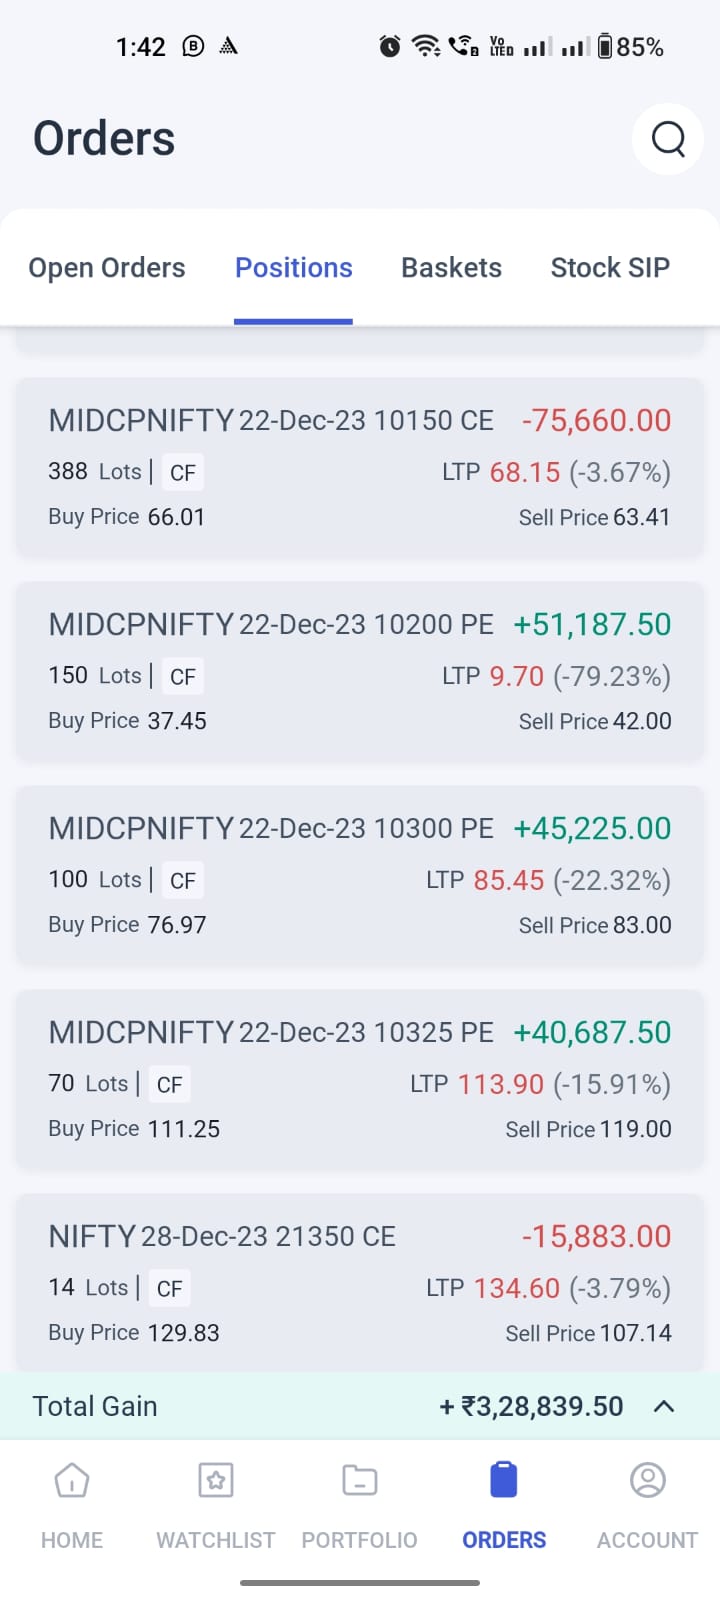 1:42 B 2 Vo LTED 85%
Orders
Open Orders Positions Baskets Stock SIP
MIDCPNIFTY 22-Dec-23 10150 CE -75,660.00
388 Lots | CF LTP 68.15 (-3.67%)
Buy Price 66.01 Sell Price 63.41
MIDCPNIFTY 22-Dec-23 10200 PE +51,187.50
150 Lots | CF LTP 9.70 (-79.23%)
Buy Price 37.45 Sell Price 42.00
MIDCPNIFTY 22-Dec-23 10300 PE +45,225.00
100 Lots | CF LTP 85.45 (-22.32%)
Buy Price 76.97 Sell Price 83.00
MIDCPNIFTY 22-Dec-23 10325 PE +40,687.50
70 Lots | CF LTP 113.90 (-15.91%)
Buy Price 111.25 Sell Price 119.00
NIFTY 28-Dec-23 21350 CE -15,883.00
14 Lots | CF LTP 134.60 (-3.79%)
Buy Price 129.83 Sell Price 107.14
Total Gain + ₹3,28,839.50
HOME WATCHLIST PORTFOLIO ORDERS ACCOUNT